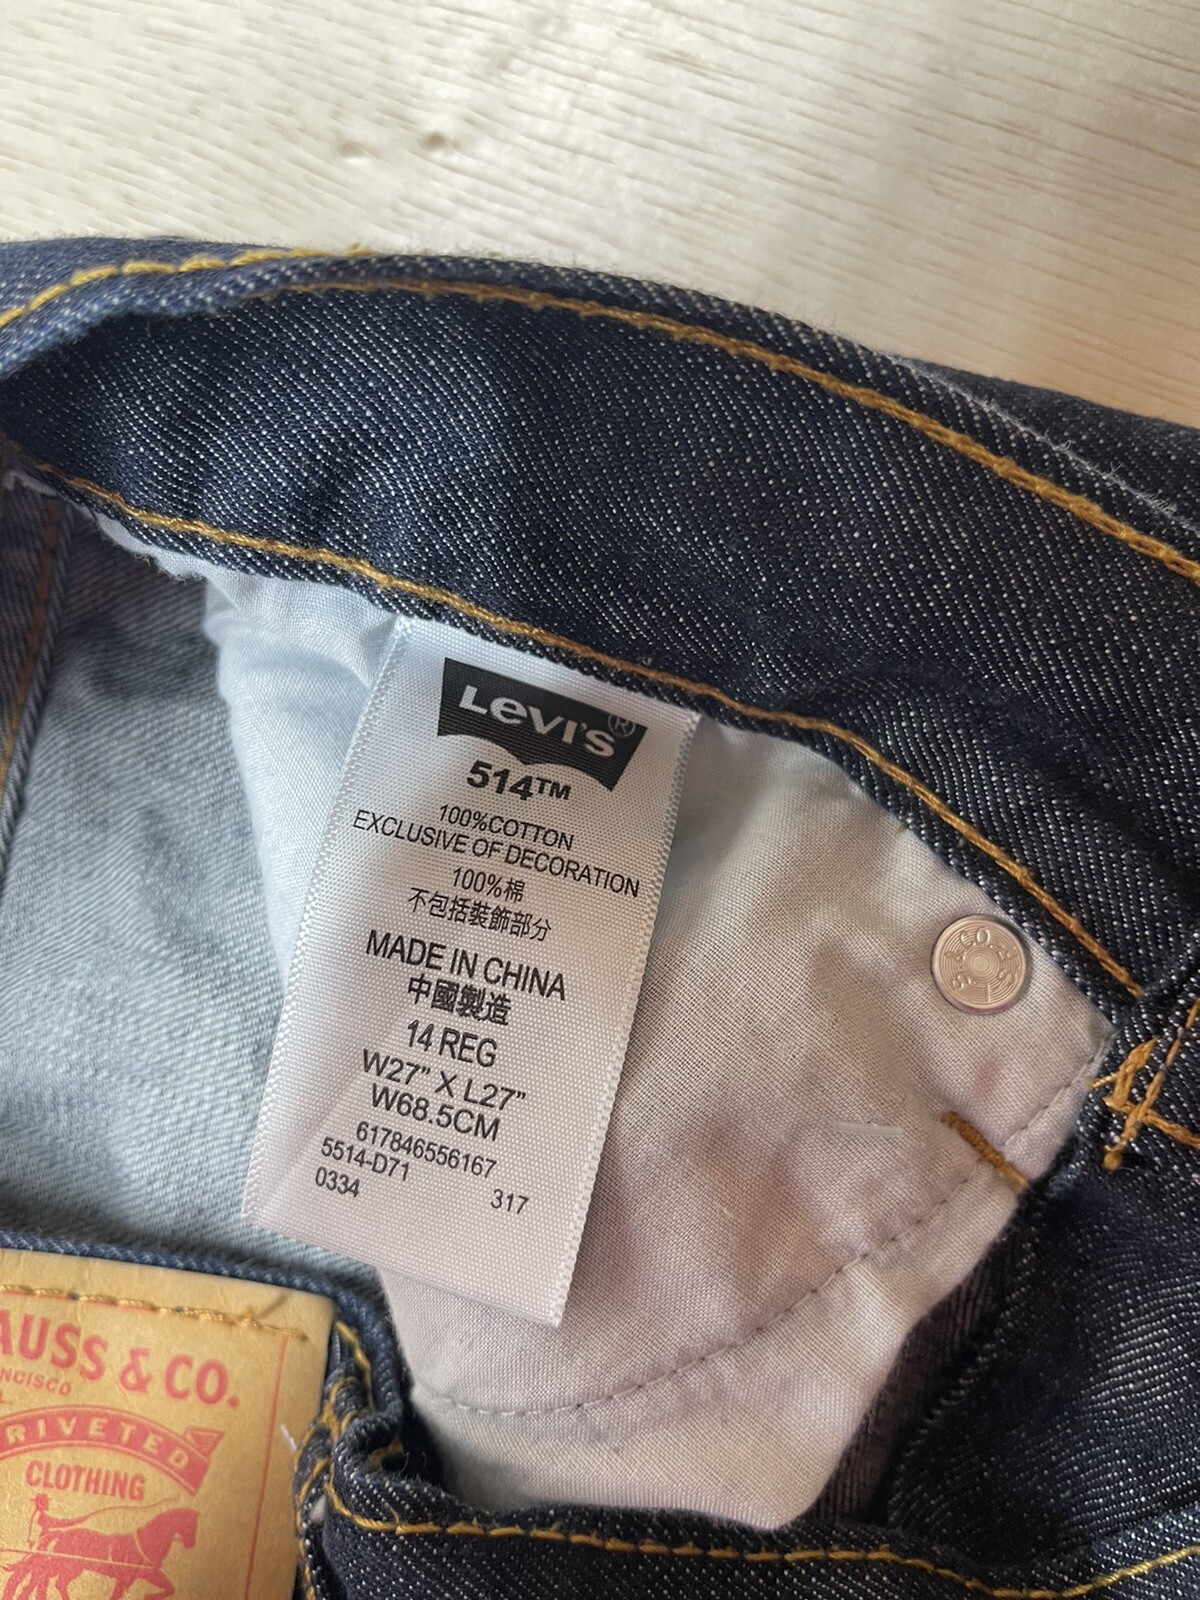 Levi's®
514™
100%COTTON
EXCLUSIVE OF DECORATION
100%棉
不包括裝飾部分
MADE IN CHINA
中國製造
14 REG
W27" X L27"
W68.5CM
617846556167
5514-D71
0334 317
AUSS & CO.
NCISCO
RIVETED
CLOTHING